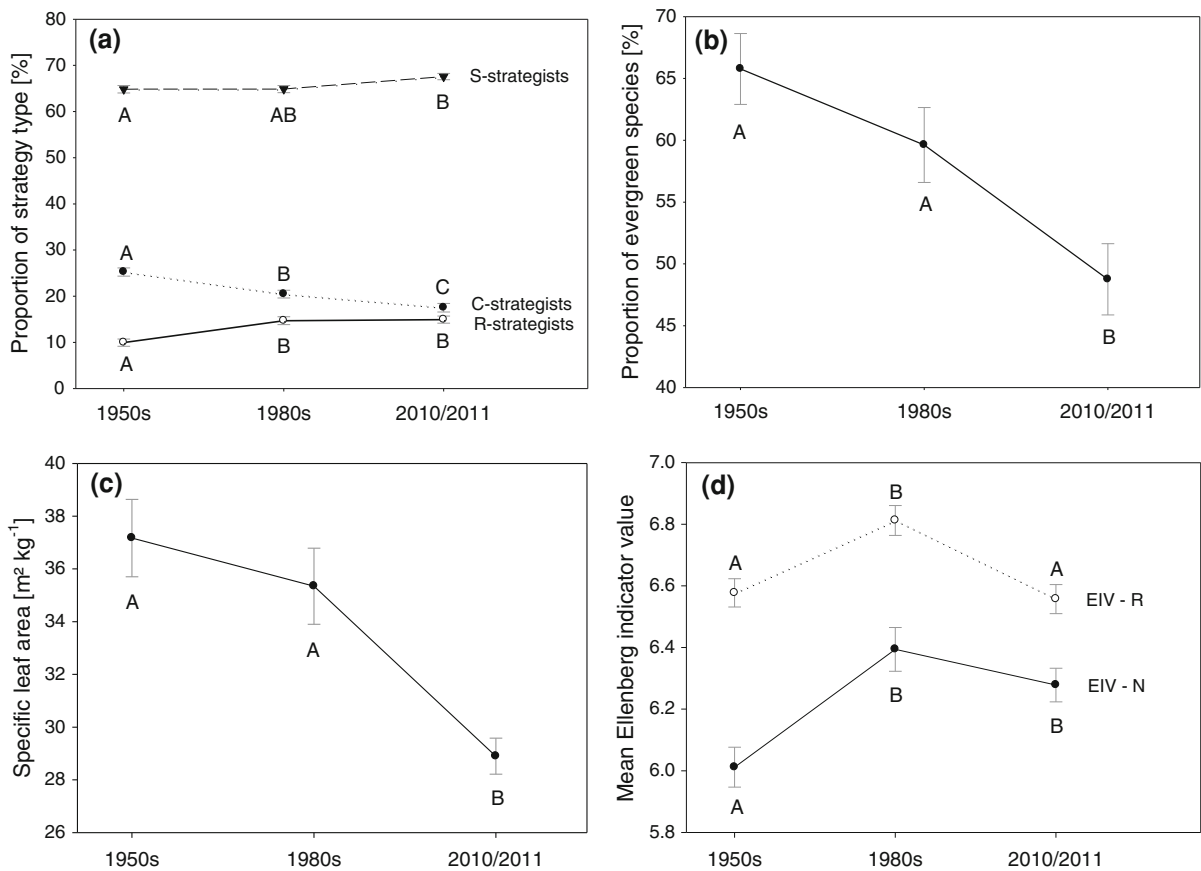 (a)
Proportion of strategy type [%]
80
70
60
50
40
30
20
10
0
S-strategists
A AB B
A B C
C-strategists
R-strategists
A B B
1950s 1980s 2010/2011
(b)
Proportion of evergreen species [%]
70
65
60
55
50
45
40
A
A
B
1950s 1980s 2010/2011
(c)
Specific leaf area [m² kg⁻¹]
40
38
36
34
32
30
29
28
26
A
A
B
1950s 1980s 2010/2011
(d)
Mean Ellenberg indicator value
7.0
6.8
6.6
6.4
6.2
6.0
5.8
B
A A
EIV - R
EIV - N
B B
A
1950s 1980s 2010/2011